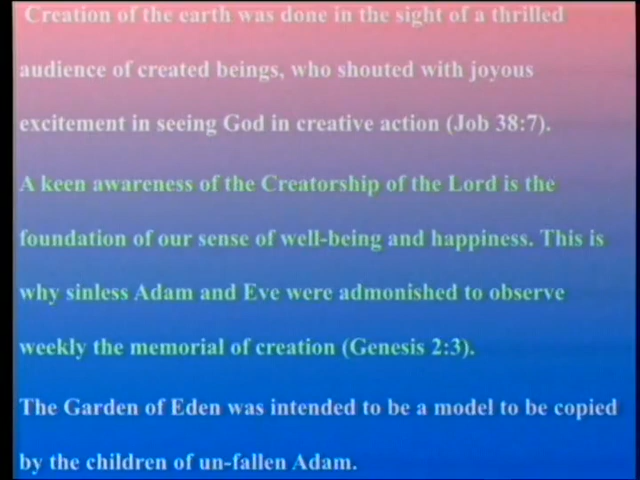 Creation of the earth was done in the sight of a thrilled
audience of created beings, who shouted with joyous
excitement in seeing God in creative action (Job 38:7).
A keen awareness of the Creatorship of the Lord is the
foundation of our sense of well-being and happiness. This is
why sinless Adam and Eve were admonished to observe
weekly the memorial of creation (Genesis 2:3).
The Garden of Eden was intended to be a model to be copied
by the children of un-fallen Adam.